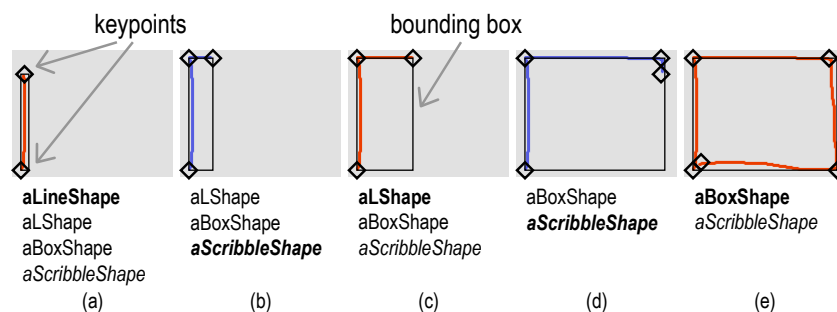 keypoints
bounding box
aLineShape
aLShape
aBoxShape
aScribbleShape
(a)
aLShape
aBoxShape
aScribbleShape
(b)
aLShape
aBoxShape
aScribbleShape
(c)
aBoxShape
aScribbleShape
(d)
aBoxShape
aScribbleShape
(e)